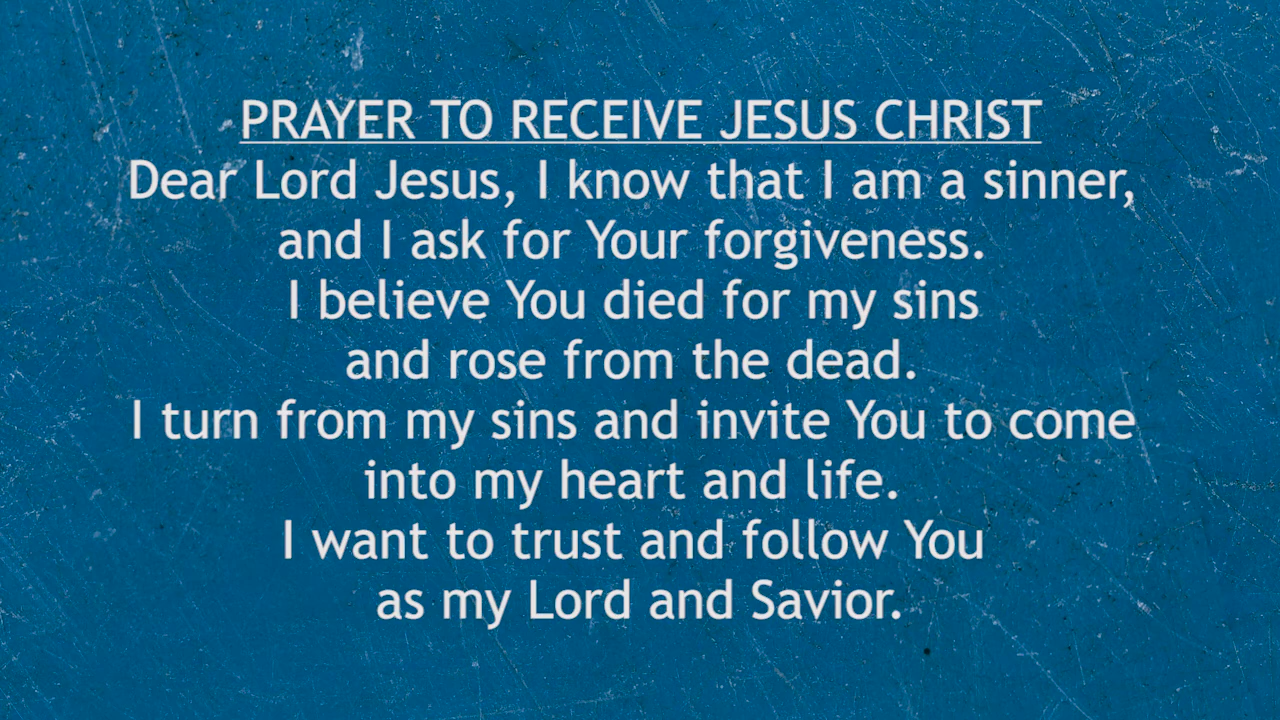 PRAYER TO RECEIVE JESUS CHRIST
Dear Lord Jesus, I know that I am a sinner,
and I ask for Your forgiveness.
I believe You died for my sins
and rose from the dead.
I turn from my sins and invite You to come
into my heart and life.
I want to trust and follow You
as my Lord and Savior.